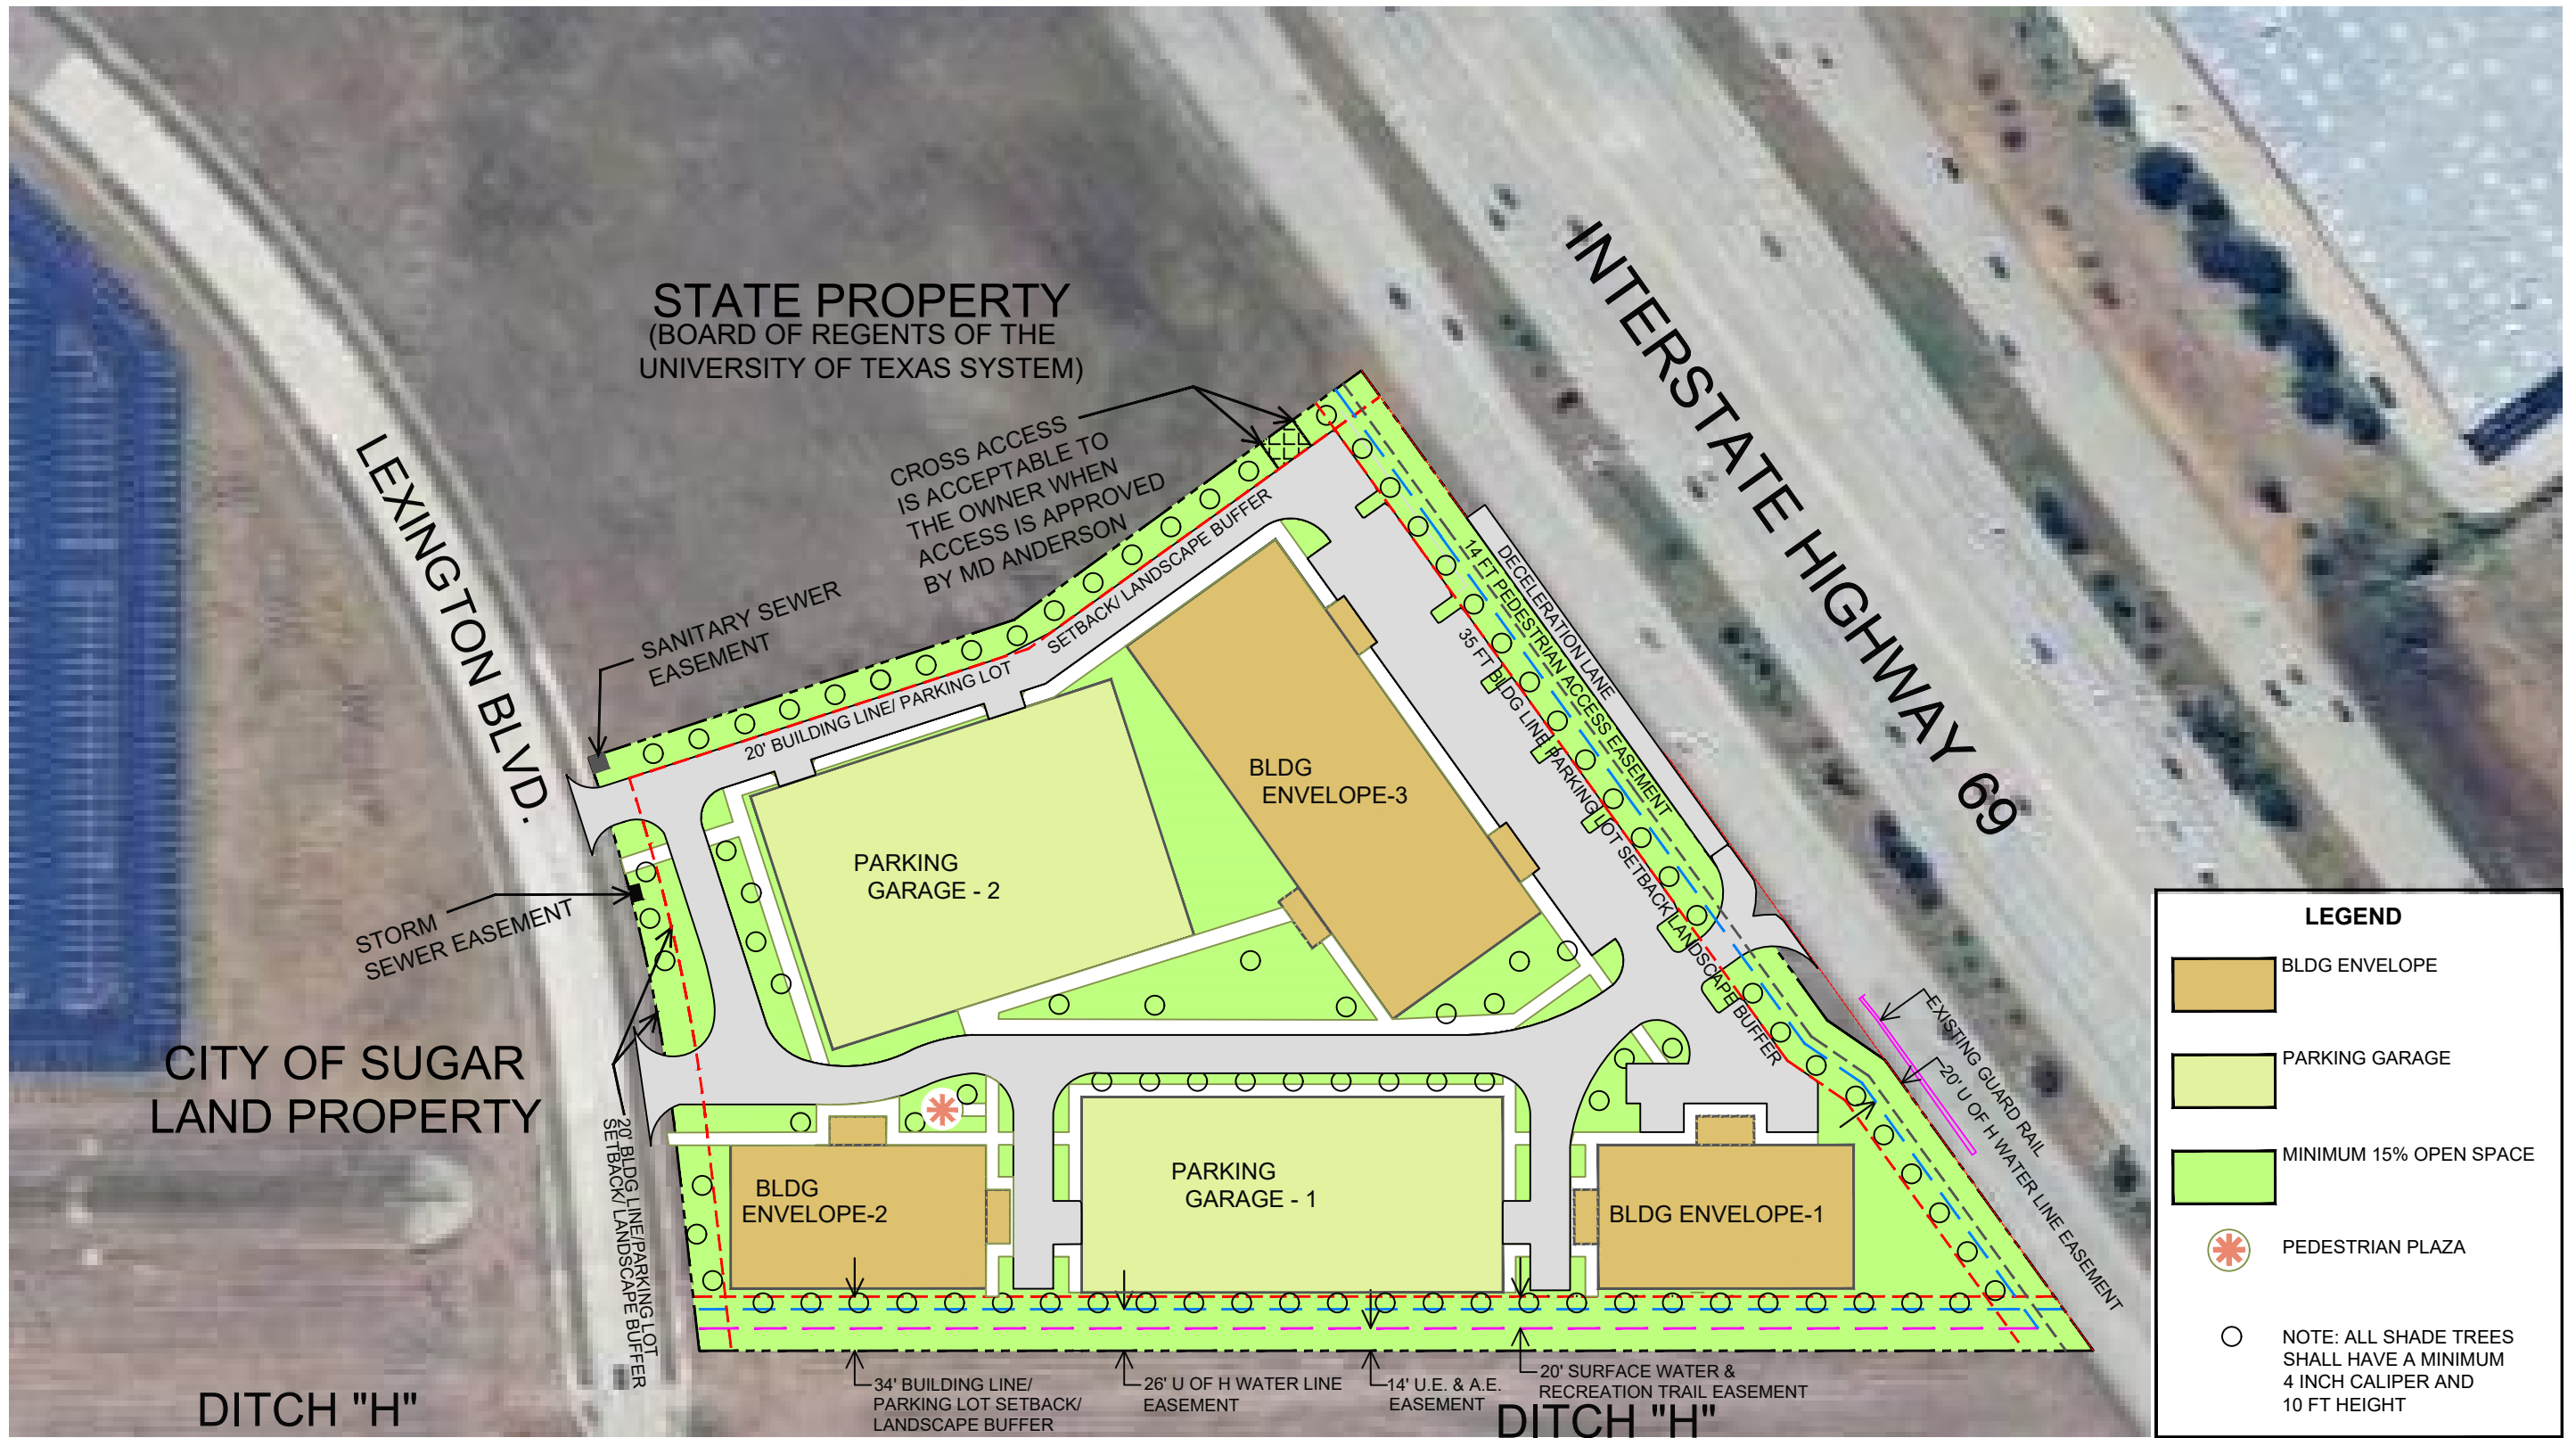 STATE PROPERTY
(BOARD OF REGENTS OF THE
UNIVERSITY OF TEXAS SYSTEM)
INTERSTATE HIGHWAY 69
LEXINGTON BLVD.
CROSS ACCESS
IS ACCEPTABLE TO
THE OWNER WHEN
ACCESS IS APPROVED
BY MD ANDERSON
SANITARY SEWER
EASEMENT
20' BUILDING LINE/ PARKING LOT
SETBACK/ LANDSCAPE BUFFER
DECELERATION LANE
14 FT PEDESTRIAN ACCESS EASEMENT
35 FT BLDG LINE PARKING LOT SETBACK LANDSCAPE BUFFER
BLDG
ENVELOPE-3
PARKING
GARAGE - 2
STORM
SEWER EASEMENT
CITY OF SUGAR
LAND PROPERTY
20' BLDG LINE/PARKING LOT
SETBACK/ LANDSCAPE BUFFER
BLDG
ENVELOPE-2
PARKING
GARAGE - 1
BLDG ENVELOPE-1
EXISTING GUARD RAIL
20' U OF H WATER LINE EASEMENT
34' BUILDING LINE/
PARKING LOT SETBACK/
LANDSCAPE BUFFER
26' U OF H WATER LINE
EASEMENT
14' U.E. & A.E.
EASEMENT
20' SURFACE WATER &
RECREATION TRAIL EASEMENT
DITCH "H"
DITCH "H"
LEGEND
BLDG ENVELOPE
PARKING GARAGE
MINIMUM 15% OPEN SPACE
PEDESTRIAN PLAZA
NOTE: ALL SHADE TREES
SHALL HAVE A MINIMUM
4 INCH CALIPER AND
10 FT HEIGHT